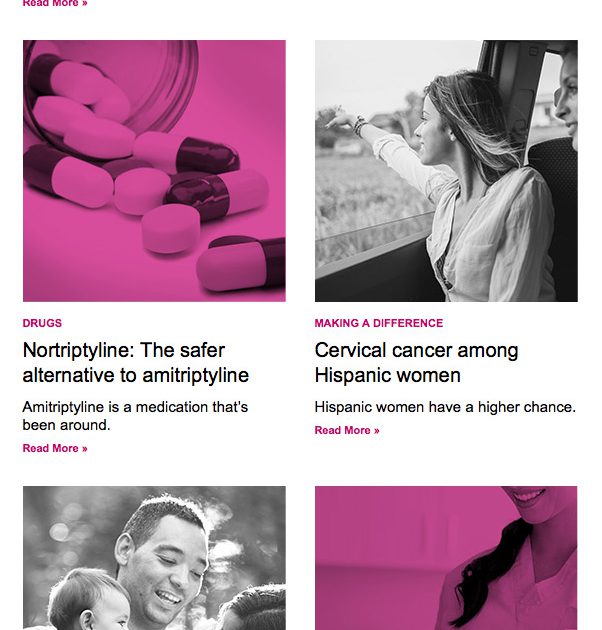 Read More »
DRUGS
Nortriptyline: The safer
alternative to amitriptyline
Amitriptyline is a medication that's
been around.
Read More »
MAKING A DIFFERENCE
Cervical cancer among
Hispanic women
Hispanic women have a higher chance.
Read More »